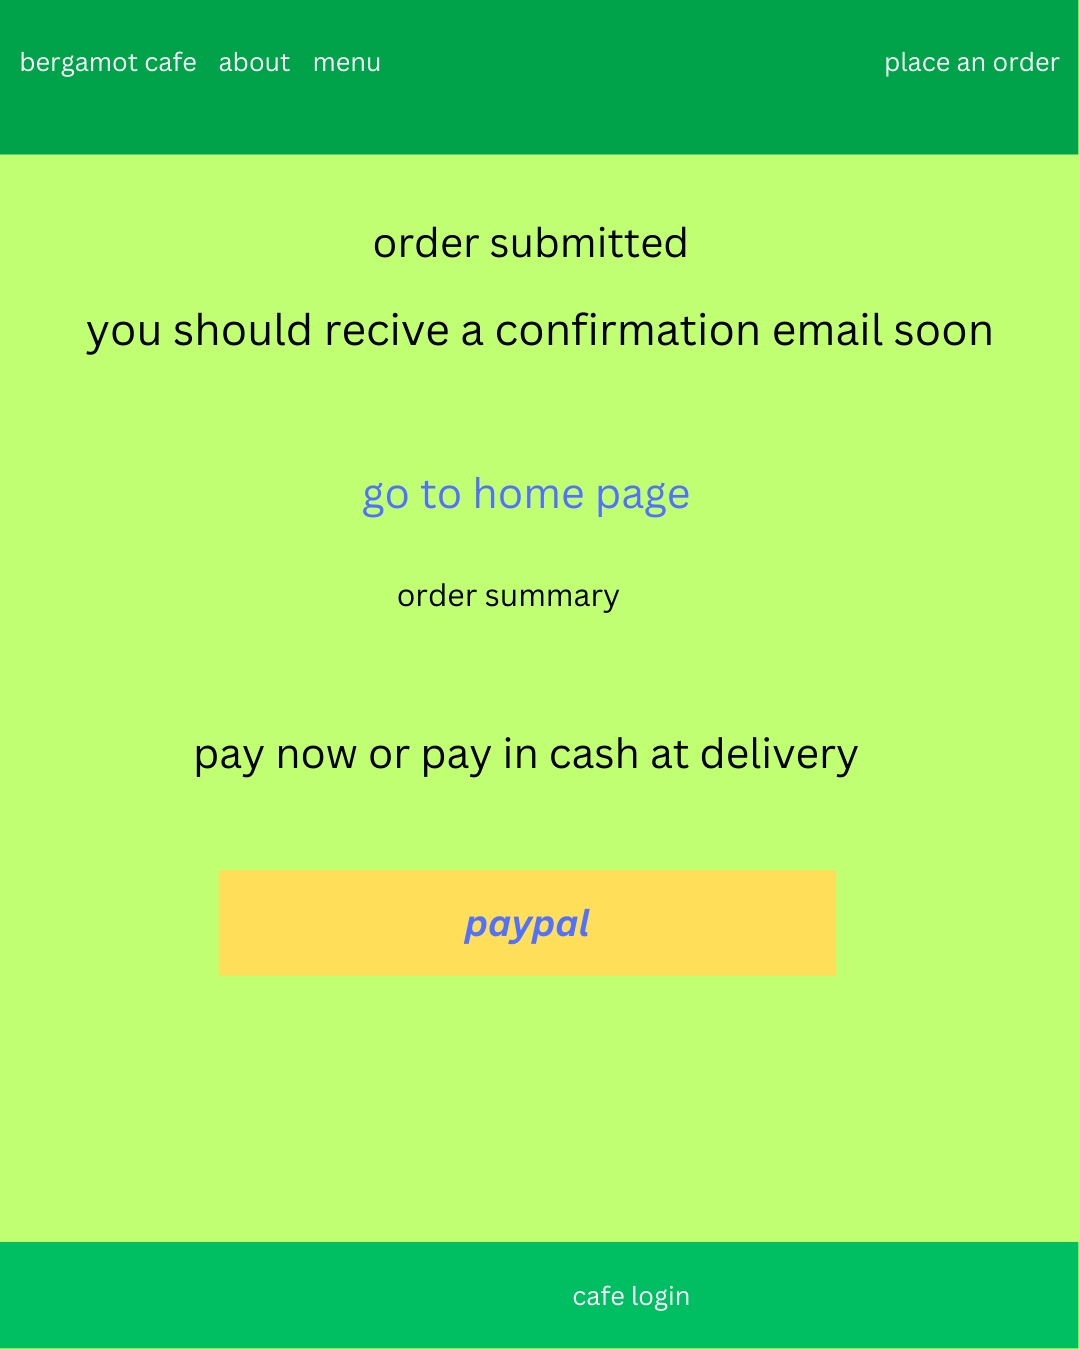 bergamot cafe about menu place an order
order submitted
you should recive a confirmation email soon
go to home page
order summary
pay now or pay in cash at delivery
paypal
cafe login